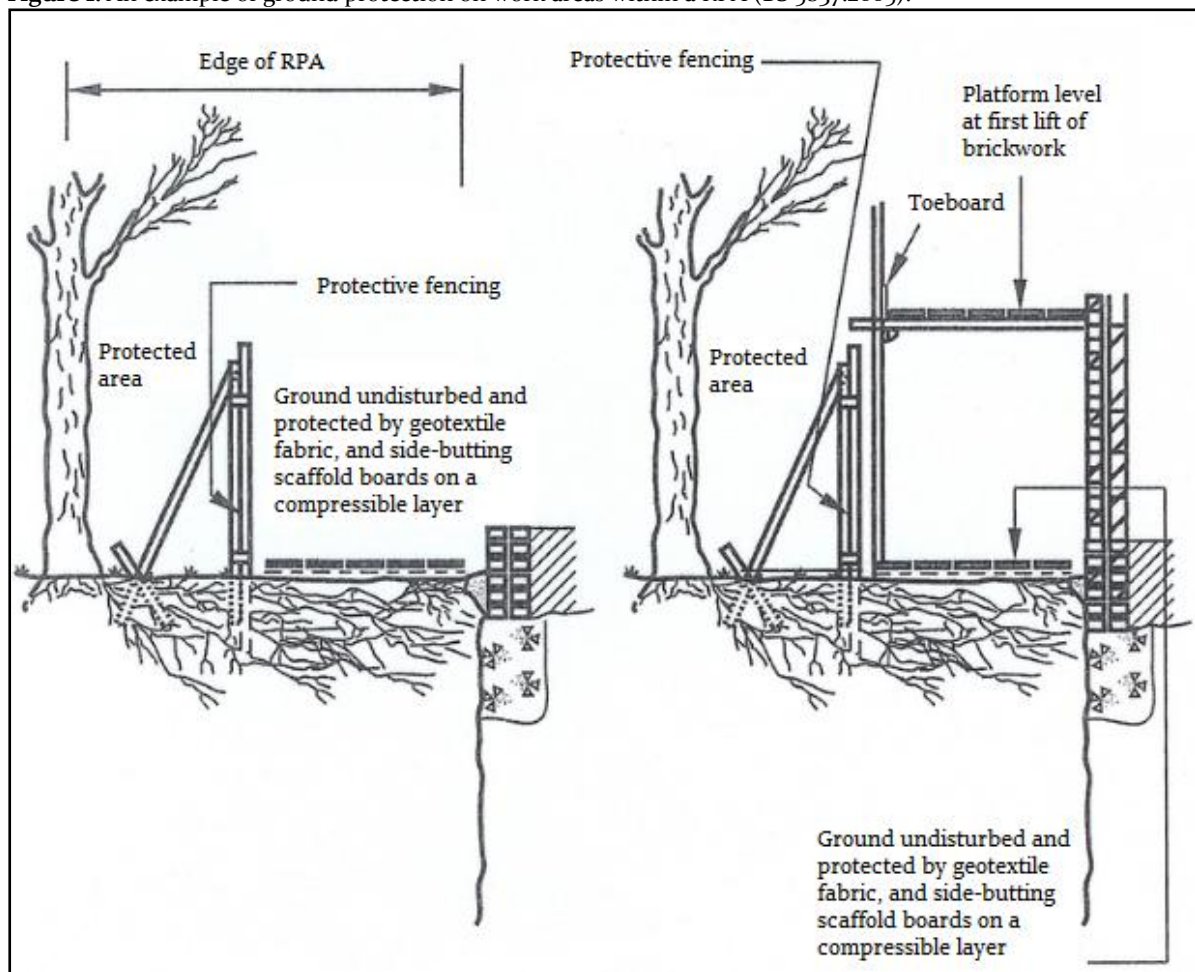 Edge of RPA
Protective fencing
Protected
area
Ground undisturbed and
protected by geotextile
fabric, and side-butting
scaffold boards on a
compressible layer
Protective fencing
Platform level
at first lift of
brickwork
Toeboard
Protected
area
Ground undisturbed and
protected by geotextile
fabric, and side-butting
scaffold boards on a
compressible layer